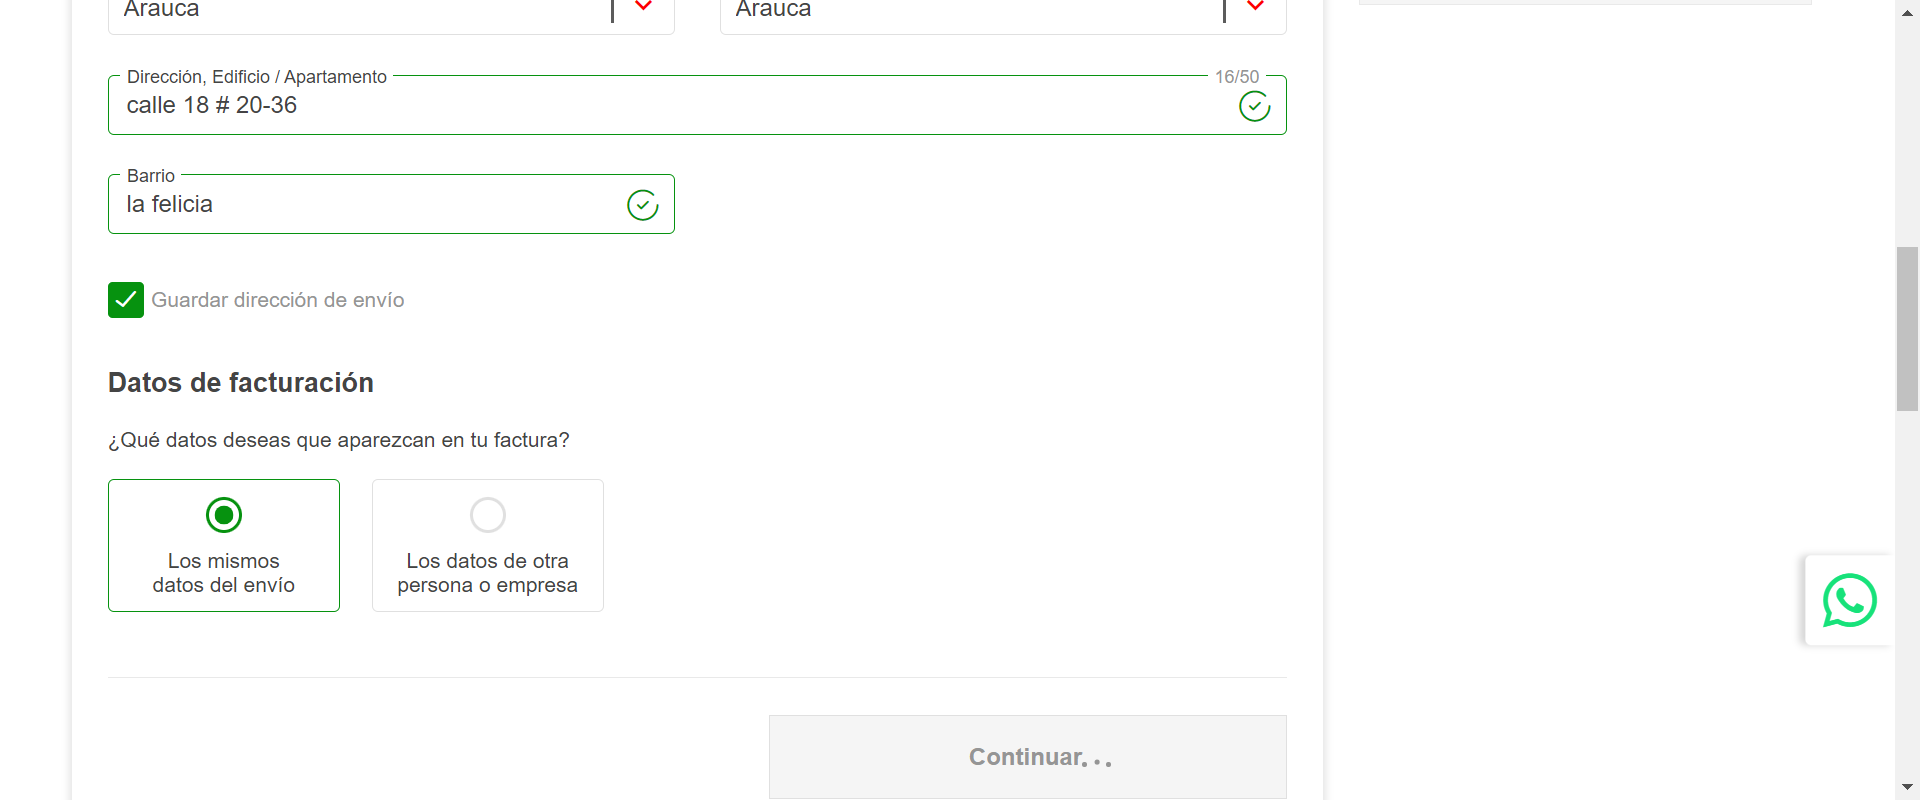 Arauca
Arauca
Dirección, Edificio / Apartamento
16/50
calle 18 # 20-36
Barrio
la felicia
Guardar dirección de envío
Datos de facturación
¿Qué datos deseas que aparezcan en tu factura?
Los mismos
datos del envío
Los datos de otra
persona o empresa
Continuar...